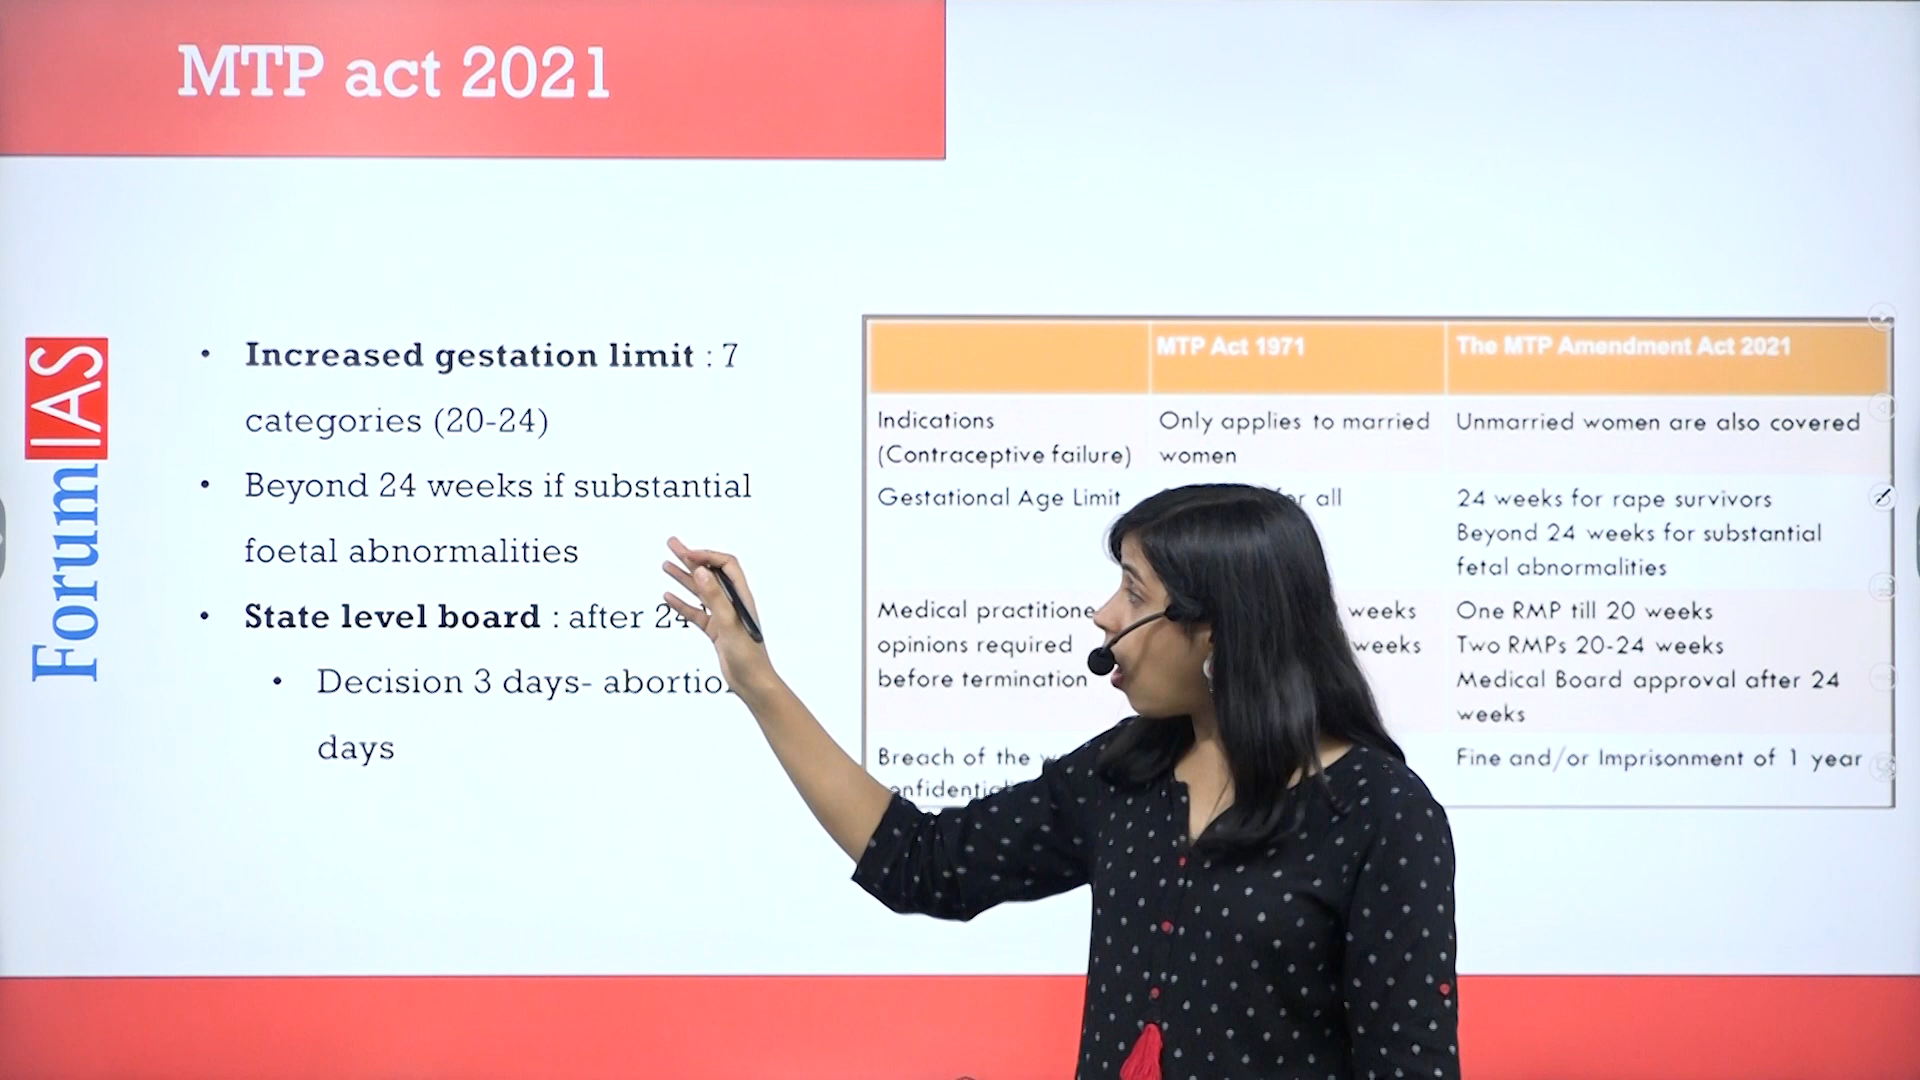 MTP act 2021
Forum IAS
• Increased gestation limit : 7
categories (20-24)
• Beyond 24 weeks if substantial
foetal abnormalities
• State level board : after 24
• Decision 3 days- abortion
days
MTP Act 1971
The MTP Amendment Act 2021
Indications
(Contraceptive failure)
Only applies to married
women
Unmarried women are also covered
Gestational Age Limit
all
24 weeks for rape survivors
Beyond 24 weeks for substantial
fetal abnormalities
Medical
opinions required
before termination
weeks
weeks
One RMP till 20 weeks
Two RMPs 20-24 weeks
Medical Board approval after 24
weeks
Breach of the
Fine and/or Imprisonment of 1 year